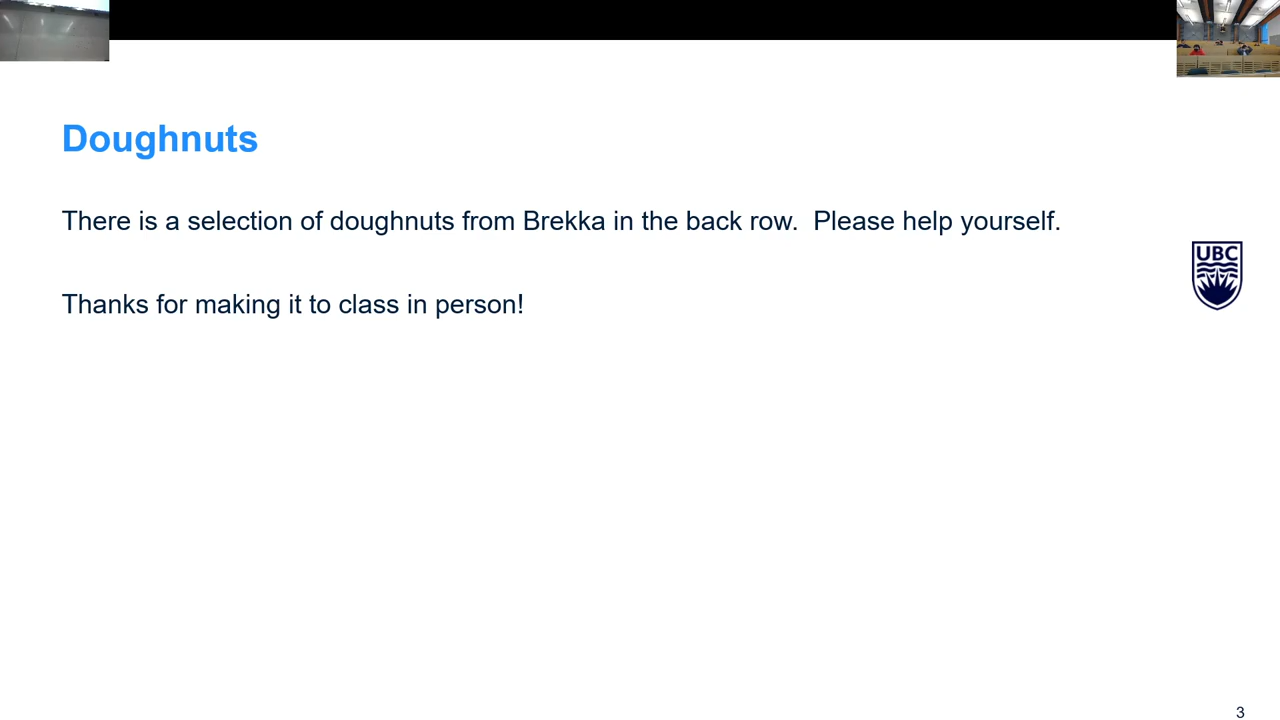 Doughnuts
There is a selection of doughnuts from Brekka in the back row.  Please help yourself.
UBC
Thanks for making it to class in person!
3